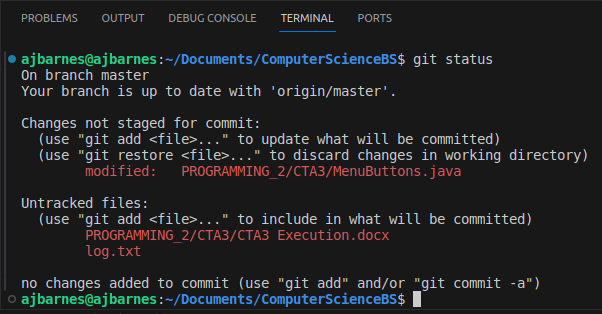 PROBLEMS OUTPUT DEBUG CONSOLE TERMINAL PORTS
ajbarnes@ajbarnes:~/Documents/ComputerScienceBS$ git status
On branch master
Your branch is up to date with 'origin/master'.
Changes not staged for commit:
(use "git add <file>..." to update what will be committed)
(use "git restore <file>..." to discard changes in working directory)
modified:   PROGRAMMING_2/CTA3/MenuButtons.java
Untracked files:
(use "git add <file>..." to include in what will be committed)
PROGRAMMING_2/CTA3/CTA3 Execution.docx
log.txt
no changes added to commit (use "git add" and/or "git commit -a")
ajbarnes@ajbarnes:~/Documents/ComputerScienceBS$